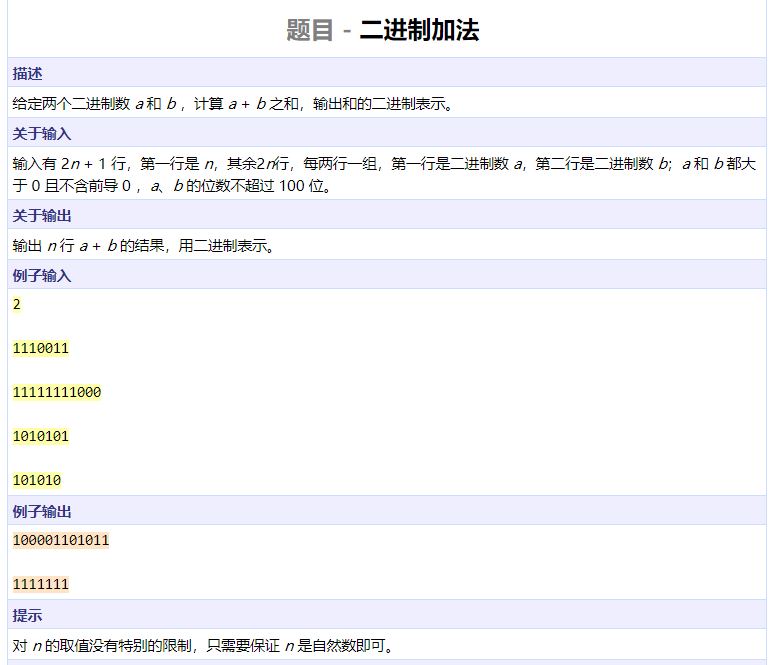 题目 - 二进制加法
描述
给定两个二进制数 a 和 b ，计算 a + b 之和，输出和的二进制表示。
关于输入
输入有 2n + 1 行，第一行是 n，其余2n行，每两行一组，第一行是二进制数 a，第二行是二进制数 b；a 和 b 都大
于 0 且不含前导 0 ，a、b 的位数不超过 100 位。
关于输出
输出 n 行 a + b 的结果，用二进制表示。
例子输入
2
1110011
11111111000
1010101
101010
例子输出
100001101011
1111111
提示
对 n 的取值没有特别的限制，只需要保证 n 是自然数即可。